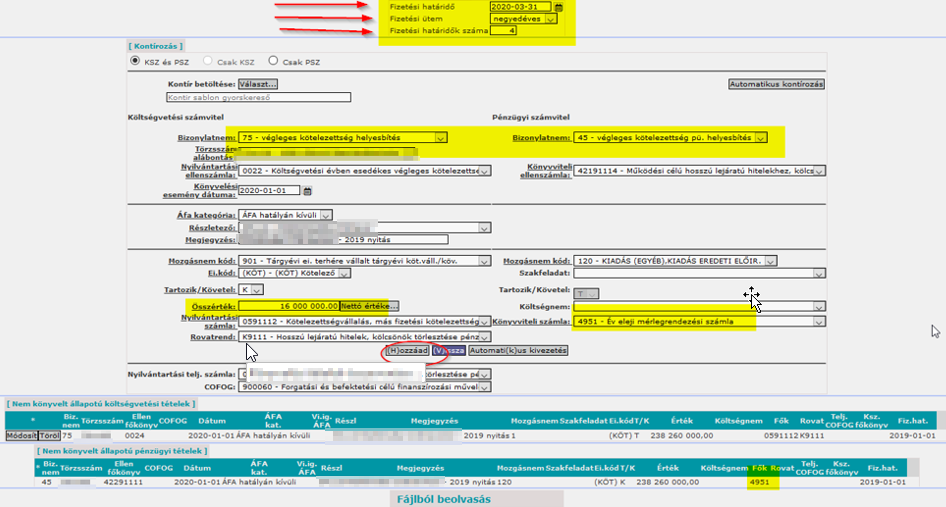 Fizetési határidő 2020-03-31
Fizetési ütem negyedéves
Fizetési határidők száma 4
[ Kontírozás ]
KSZ és PSZ Csak KSZ Csak PSZ
Kontír betöltése: Választ... Automatikus kontírozás
Kontír sablon gyorskereső
Költségvetési számvitel Pénzügyi számvitel
Bizonylatnem: 75 - végleges kötelezettség helyesbítés Bizonylatnem: 45 - végleges kötelezettség pü. helyesbítés
Törzsszám
alábontás
Nyilvántartási ellenszámla: 0022 - Költségvetési évben esedékes végleges kötelezettsé Könyvviteli ellenszámla: 42191114 - Működési célú hosszú lejáratú hitelekhez, kölcs
Könyvelési esemény dátuma: 2020-01-01
Áfa kategória: ÁFA hatályán kívüli
Részletező:
Megjegyzés: - 2019 nyitás
Mozgásnem kód: 901 - Tárgyévi ei. terhére vállalt tárgyévi köt.váll./köv. Mozgásnem kód: 120 - KIADÁS (EGYÉB),KIADÁS EREDETI ELŐIR.
Ei.kód: (KÖT) - (KÖT) Kötelező Szakfeladat:
Tartozik/Követel: K Tartozik/Követel: T
Összérték: 16 000 000.00 Nettó értéke... Költségnem:
Nyilvántartási számla: 0591112 - Kötelezettségvállalás, más fizetési kötelezettség Könyvviteli számla: 4951 - Év eleji mérlegrendezési számla
Rovatrend: K9111 - Hosszú lejáratú hitelek, kölcsönök törlesztése pénz
(H)ozzáad (V)issza Automati(k)us kivezetés
Nyilvántartási telj. számla: törlesztése pé
COFOG: 900060 - Forgatási és befektetési célú finanszírozási művel
[ Nem könyvelt állapotú költségvetési tételek ]
* Biz. nem Törzsszám Ellen főkönyv COFOG Dátum ÁFA kat. Vi.ig. ÁFA Részl Megjegyzés Mozgásnem Szakfeladat Ei.kód T/K Érték Költségnem Fők Rovat Telj. COFOG Ksz. főkönyv Fiz.hat.
Módosít Töröl 75 0024 2020-01-01 ÁFA hatályán kívüli 2019 nyitás 1 (KÖT) T 238 260 000,00 0591112 K9111 2019-01-01
[ Nem könyvelt állapotú pénzügyi tételek ]
* Biz. nem Törzsszám Ellen főkönyv COFOG Dátum ÁFA kat. Vi.ig. ÁFA Részl Megjegyzés Mozgásnem Szakfeladat Ei.kód T/K Érték Költségnem Fők Rovat Telj. COFOG Ksz. főkönyv Fiz.hat.
45 42291111 2020-01-01 ÁFA hatályán kívüli - 2019 nyitás 120 (KÖT) K 238 260 000,00 4951 2019-01-01
Fájlból beolvasás